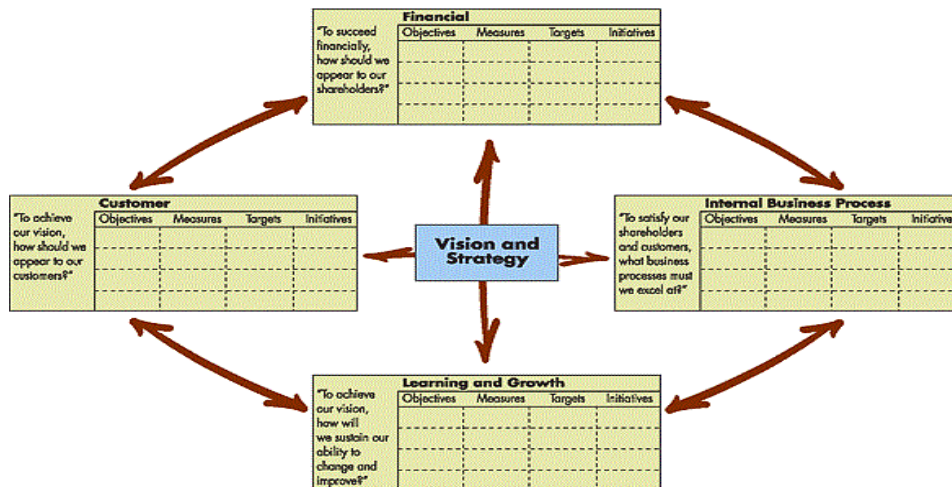 Financial
"To succeed
financially,
how should we
appear to our
shareholders?"
Objectives Measures Targets Initiatives
Customer
"To achieve
our vision,
how should we
appear to our
customers?"
Objectives Measures Targets Initiatives
Vision and
Strategy
Internal Business Process
"To satisfy our
shareholders
and customers,
what business
processes must
we excel at?"
Objectives Measures Targets Initiative
Learning and Growth
"To achieve
our vision,
how will
we sustain our
ability to
change and
improve?"
Objectives Measures Targets Initiatives